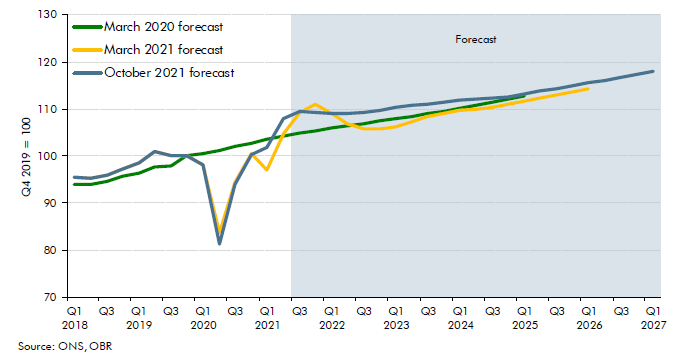 130
120
110
100
90
80
70
Q4 2019 = 100
March 2020 forecast
March 2021 forecast
October 2021 forecast
Forecast
Q1 Q3 Q1 Q3 Q1 Q3 Q1 Q3 Q1 Q3 Q1 Q3 Q1 Q3 Q1 Q3 Q1 Q3 Q1
2018 2019 2020 2021 2022 2023 2024 2025 2026 2027
Source: ONS, OBR